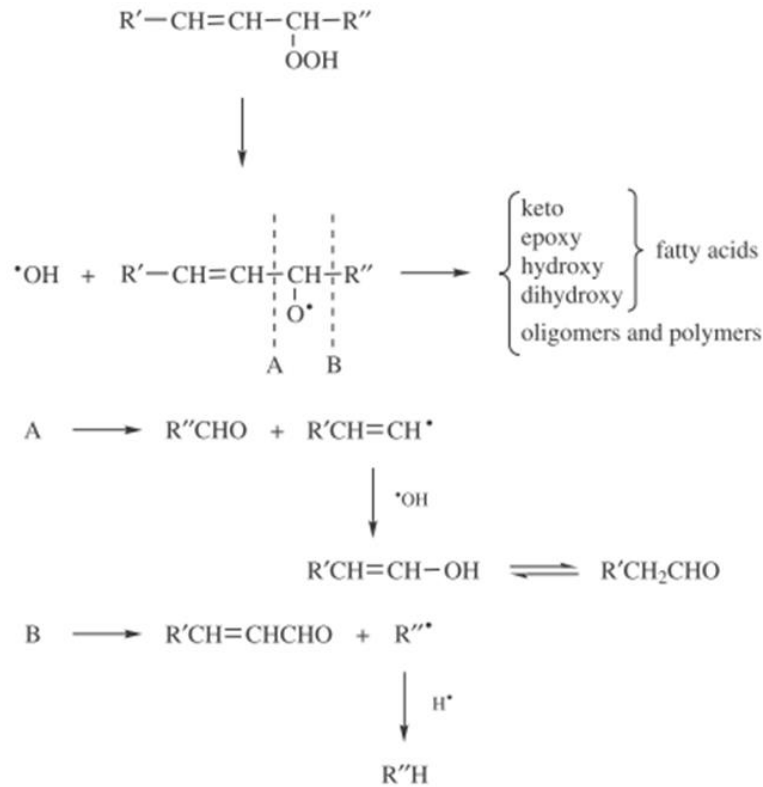 R′—CH=CH—CH—R″
OOH
•OH + R′—CH=CH—CH—R″
O•
A B
keto
epoxy
hydroxy
dihydroxy
fatty acids
oligomers and polymers
A R″CHO + R′CH=CH•
•OH
R′CH=CH—OH R′CH₂CHO
B R′CH=CHCHO + R″•
H•
R″H